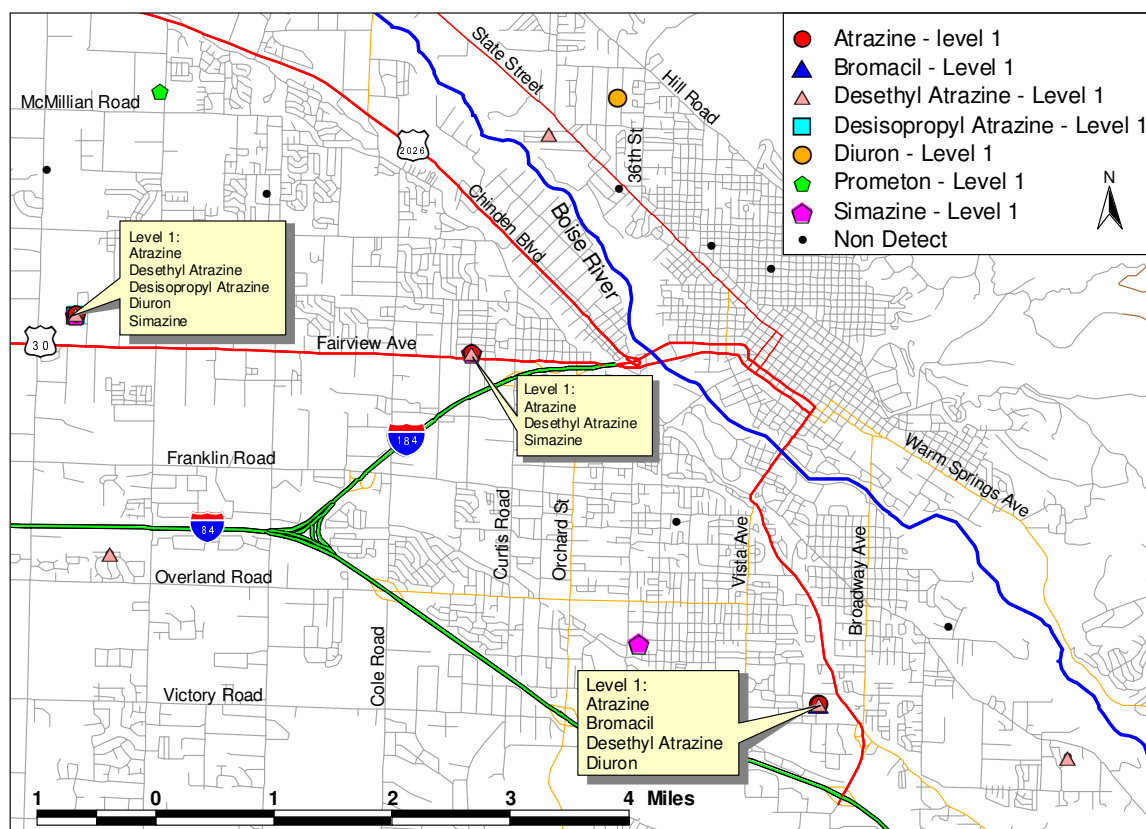 Atrazine - level 1
Bromacil - Level 1
Desethyl Atrazine - Level 1
Desisopropyl Atrazine - Level 1
Diuron - Level 1
Prometon - Level 1
Simazine - Level 1
Non Detect
N
State Street
Hill Road
McMillian Road
2026
36th St
Chinden Blvd
Boise River
Level 1:
Atrazine
Desethyl Atrazine
Desisopropyl Atrazine
Diuron
Simazine
30
Fairview Ave
Level 1:
Atrazine
Desethyl Atrazine
Simazine
184
Franklin Road
Warm Springs Ave
84
Curtis Road
Orchard St
Vista Ave
Broadway Ave
Overland Road
Cole Road
Victory Road
Level 1:
Atrazine
Bromacil
Desethyl Atrazine
Diuron
1 0 1 2 3 4 Miles